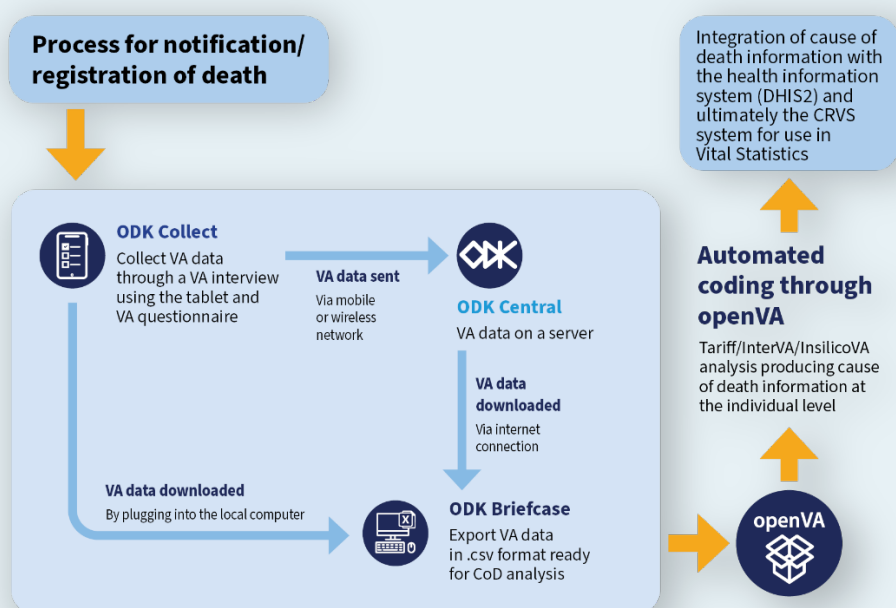 Process for notification/
registration of death
ODK Collect
Collect VA data
through a VA interview
using the tablet and
VA questionnaire
VA data sent
Via mobile
or wireless
network
ODK
ODK Central
VA data on a server
VA data
downloaded
Via internet
connection
VA data downloaded
By plugging into the local computer
X
ODK Briefcase
Export VA data
in .csv format ready
for CoD analysis
openVA
Automated
coding through
openVA
Tariff/InterVA/InsilicoVA
analysis producing cause
of death information at
the individual level
Integration of cause of
death information with
the health information
system (DHIS2) and
ultimately the CRVS
system for use in
Vital Statistics